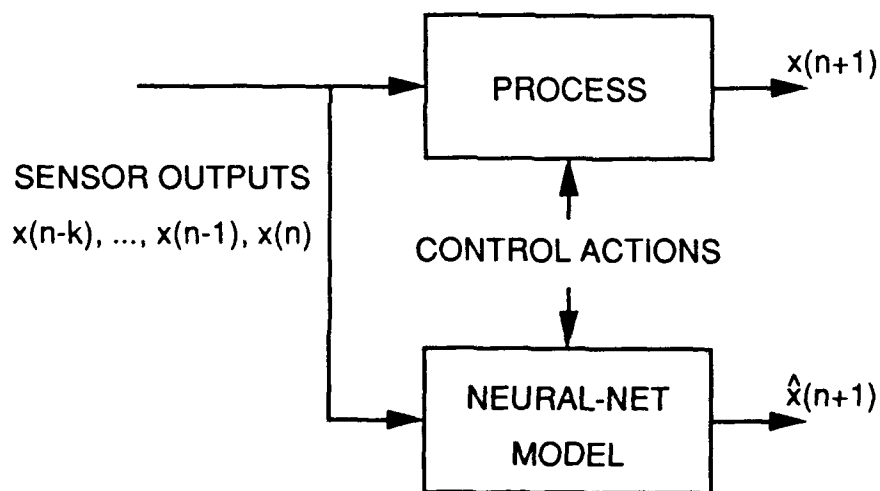 PROCESS
x(n+1)
SENSOR OUTPUTS
x(n-k), ..., x(n-1), x(n)
CONTROL ACTIONS
NEURAL-NET
MODEL
x̂(n+1)